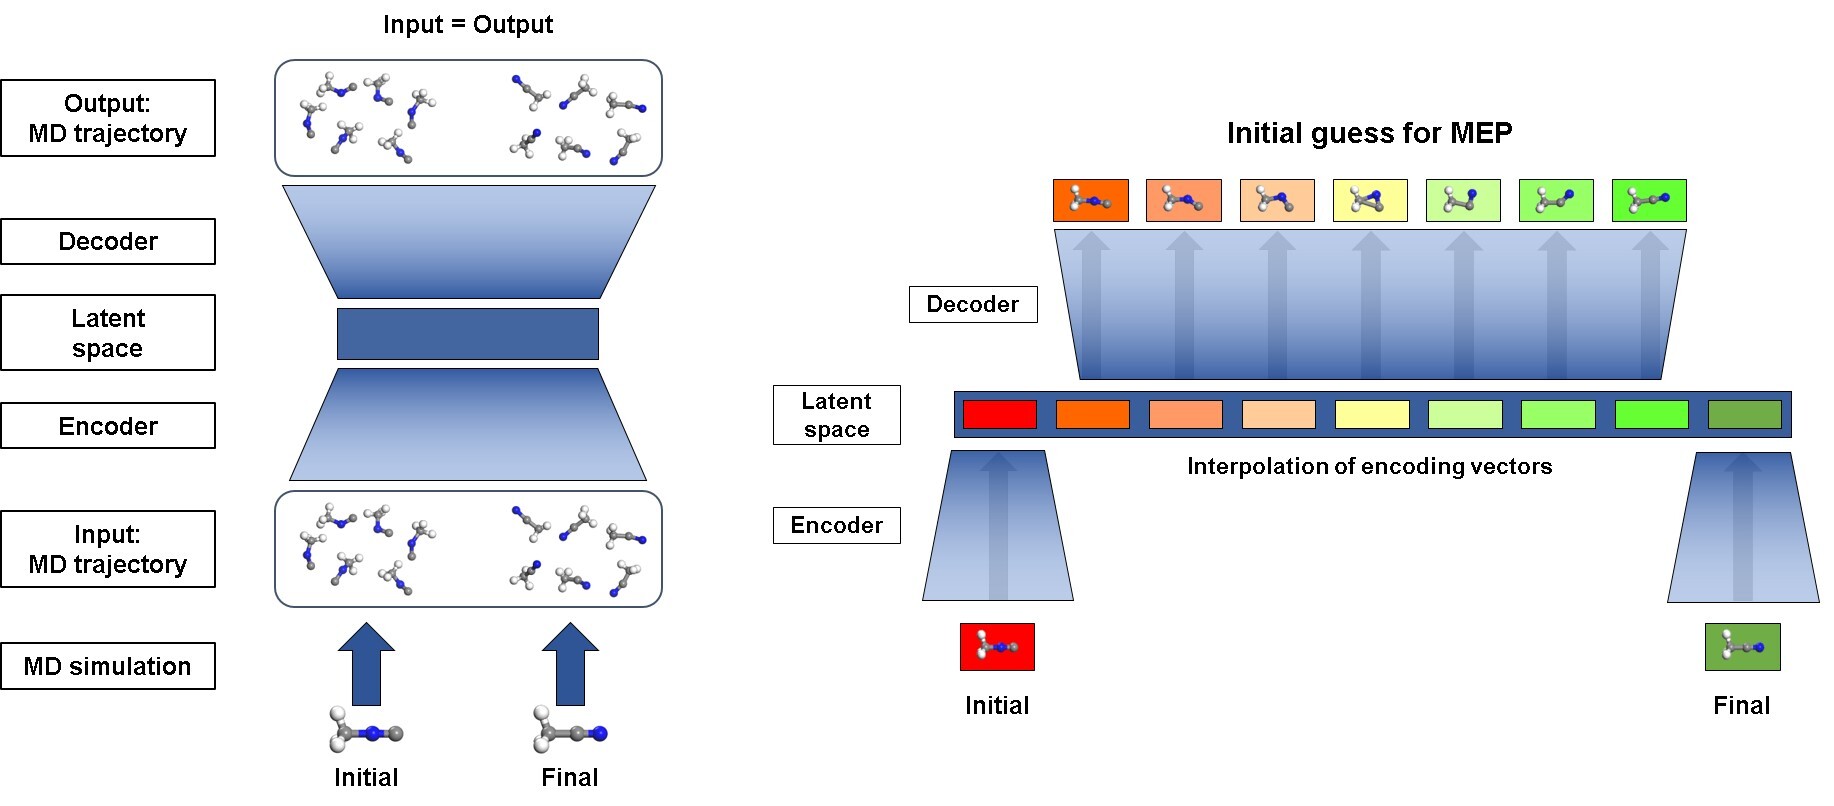 Input = Output
Output:
MD trajectory
Decoder
Latent
space
Encoder
Input:
MD trajectory
MD simulation
Initial
Final
Initial guess for MEP
Decoder
Latent
space
Interpolation of encoding vectors
Encoder
Initial
Final